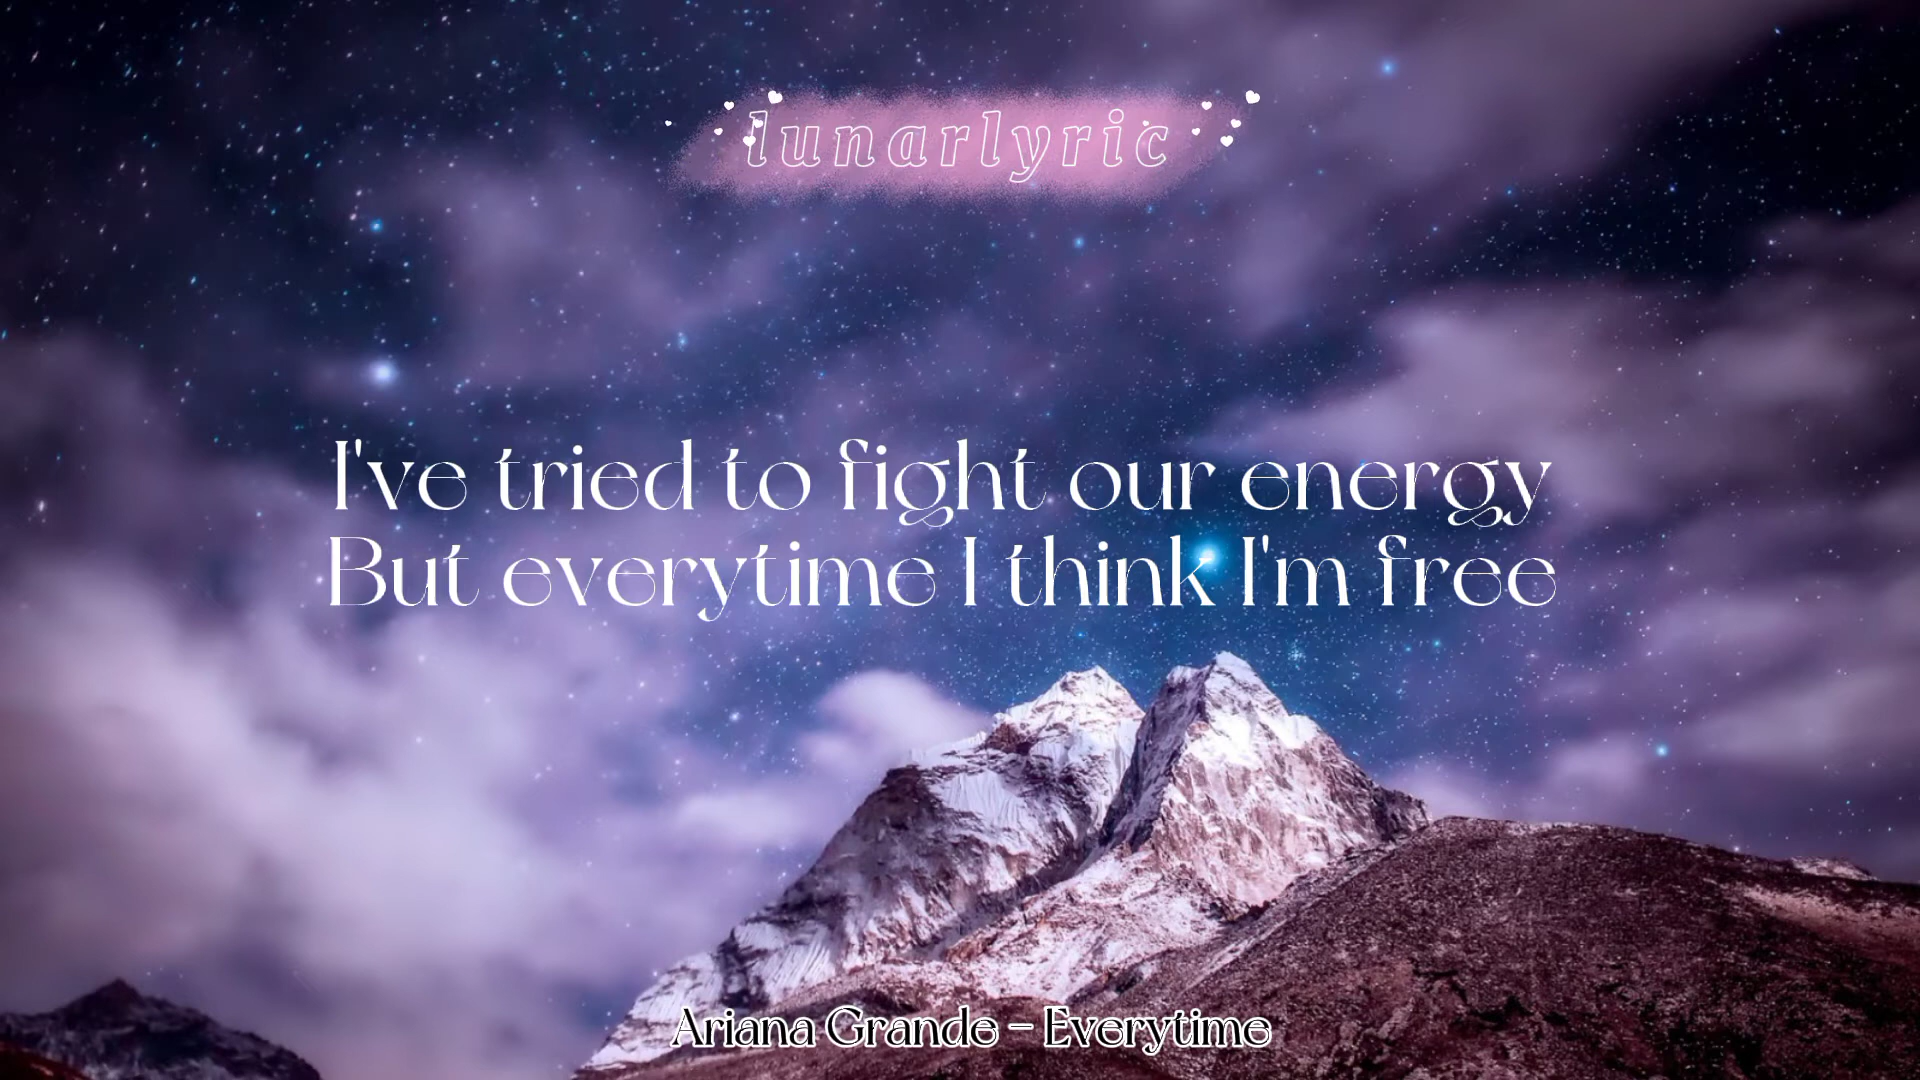 lunarlyric
I've tried to fight our energy
But everytime I think I'm free
Ariana Grande - Everytime